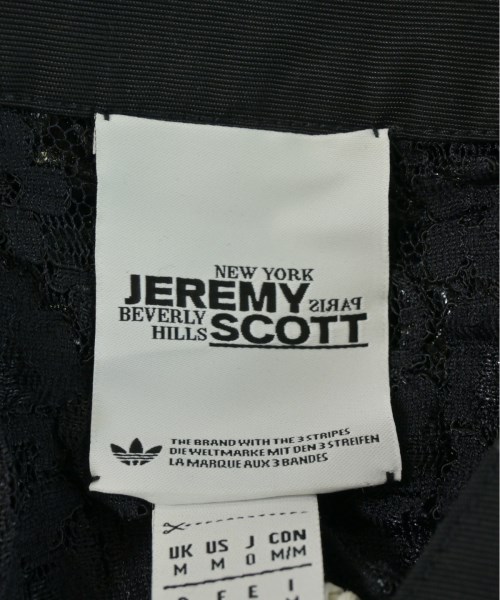 NEW YORK
JEREMY PARIS
BEVERLY
HILLS SCOTT
THE BRAND WITH THE 3 STRIPES
DIE WELTMARKE MIT DEN 3 STREIFEN
LA MARQUE AUX 3 BANDES
UK US J CDN
M M O M/M
E E I